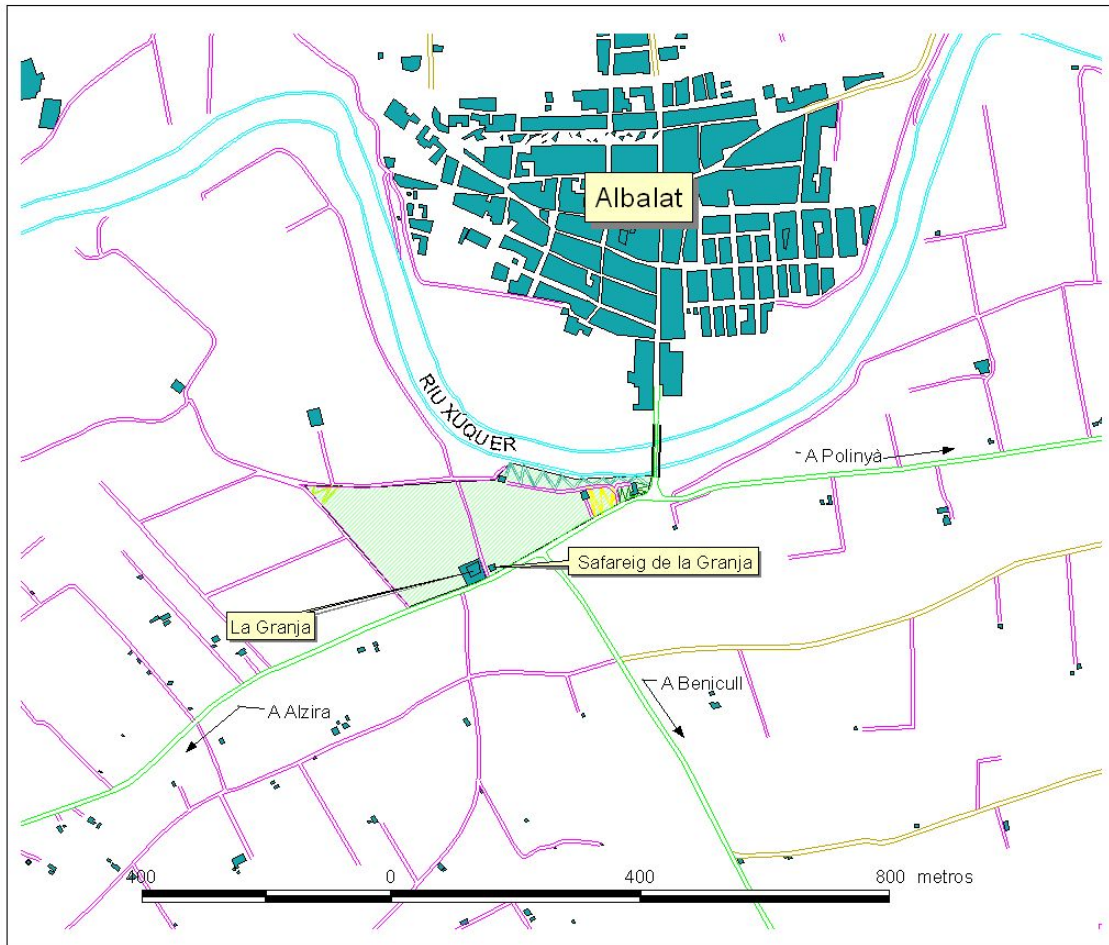 Albalat
RIU XÚQUER
A Polinyà
Safareig de la Granja
La Granja
A Benicull
A Alzira
400 0 400 800 metros